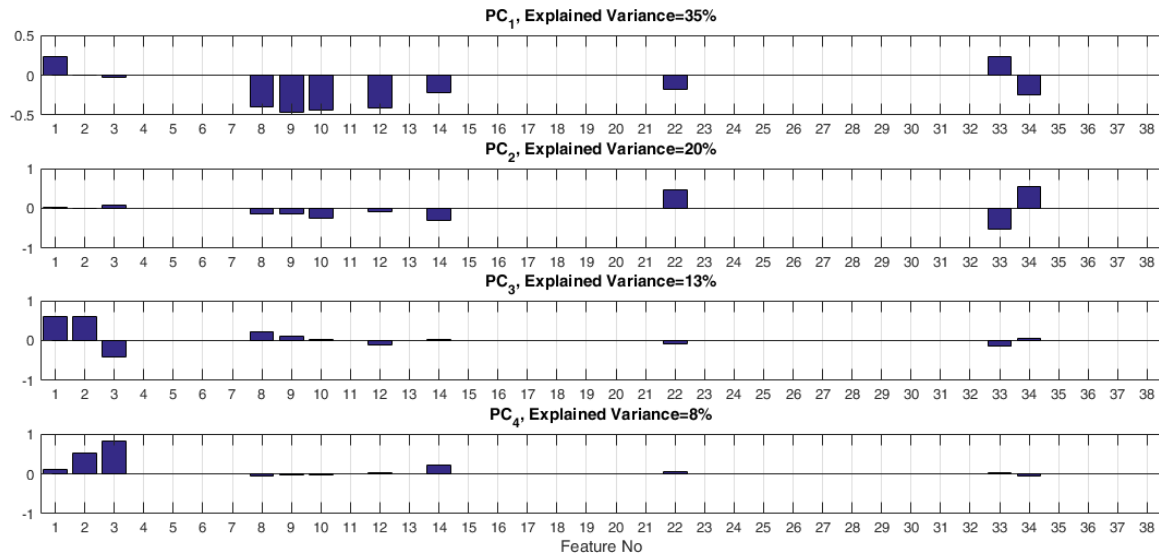 PC1, Explained Variance=35%
0.5
0
-0.5
1 2 3 4 5 6 7 8 9 10 11 12 13 14 15 16 17 18 19 20 21 22 23 24 25 26 27 28 29 30 31 32 33 34 35 36 37 38
PC2, Explained Variance=20%
1
0
-1
1 2 3 4 5 6 7 8 9 10 11 12 13 14 15 16 17 18 19 20 21 22 23 24 25 26 27 28 29 30 31 32 33 34 35 36 37 38
PC3, Explained Variance=13%
1
0
-1
1 2 3 4 5 6 7 8 9 10 11 12 13 14 15 16 17 18 19 20 21 22 23 24 25 26 27 28 29 30 31 32 33 34 35 36 37 38
PC4, Explained Variance=8%
1
0
-1
1 2 3 4 5 6 7 8 9 10 11 12 13 14 15 16 17 18 19 20 21 22 23 24 25 26 27 28 29 30 31 32 33 34 35 36 37 38
Feature No